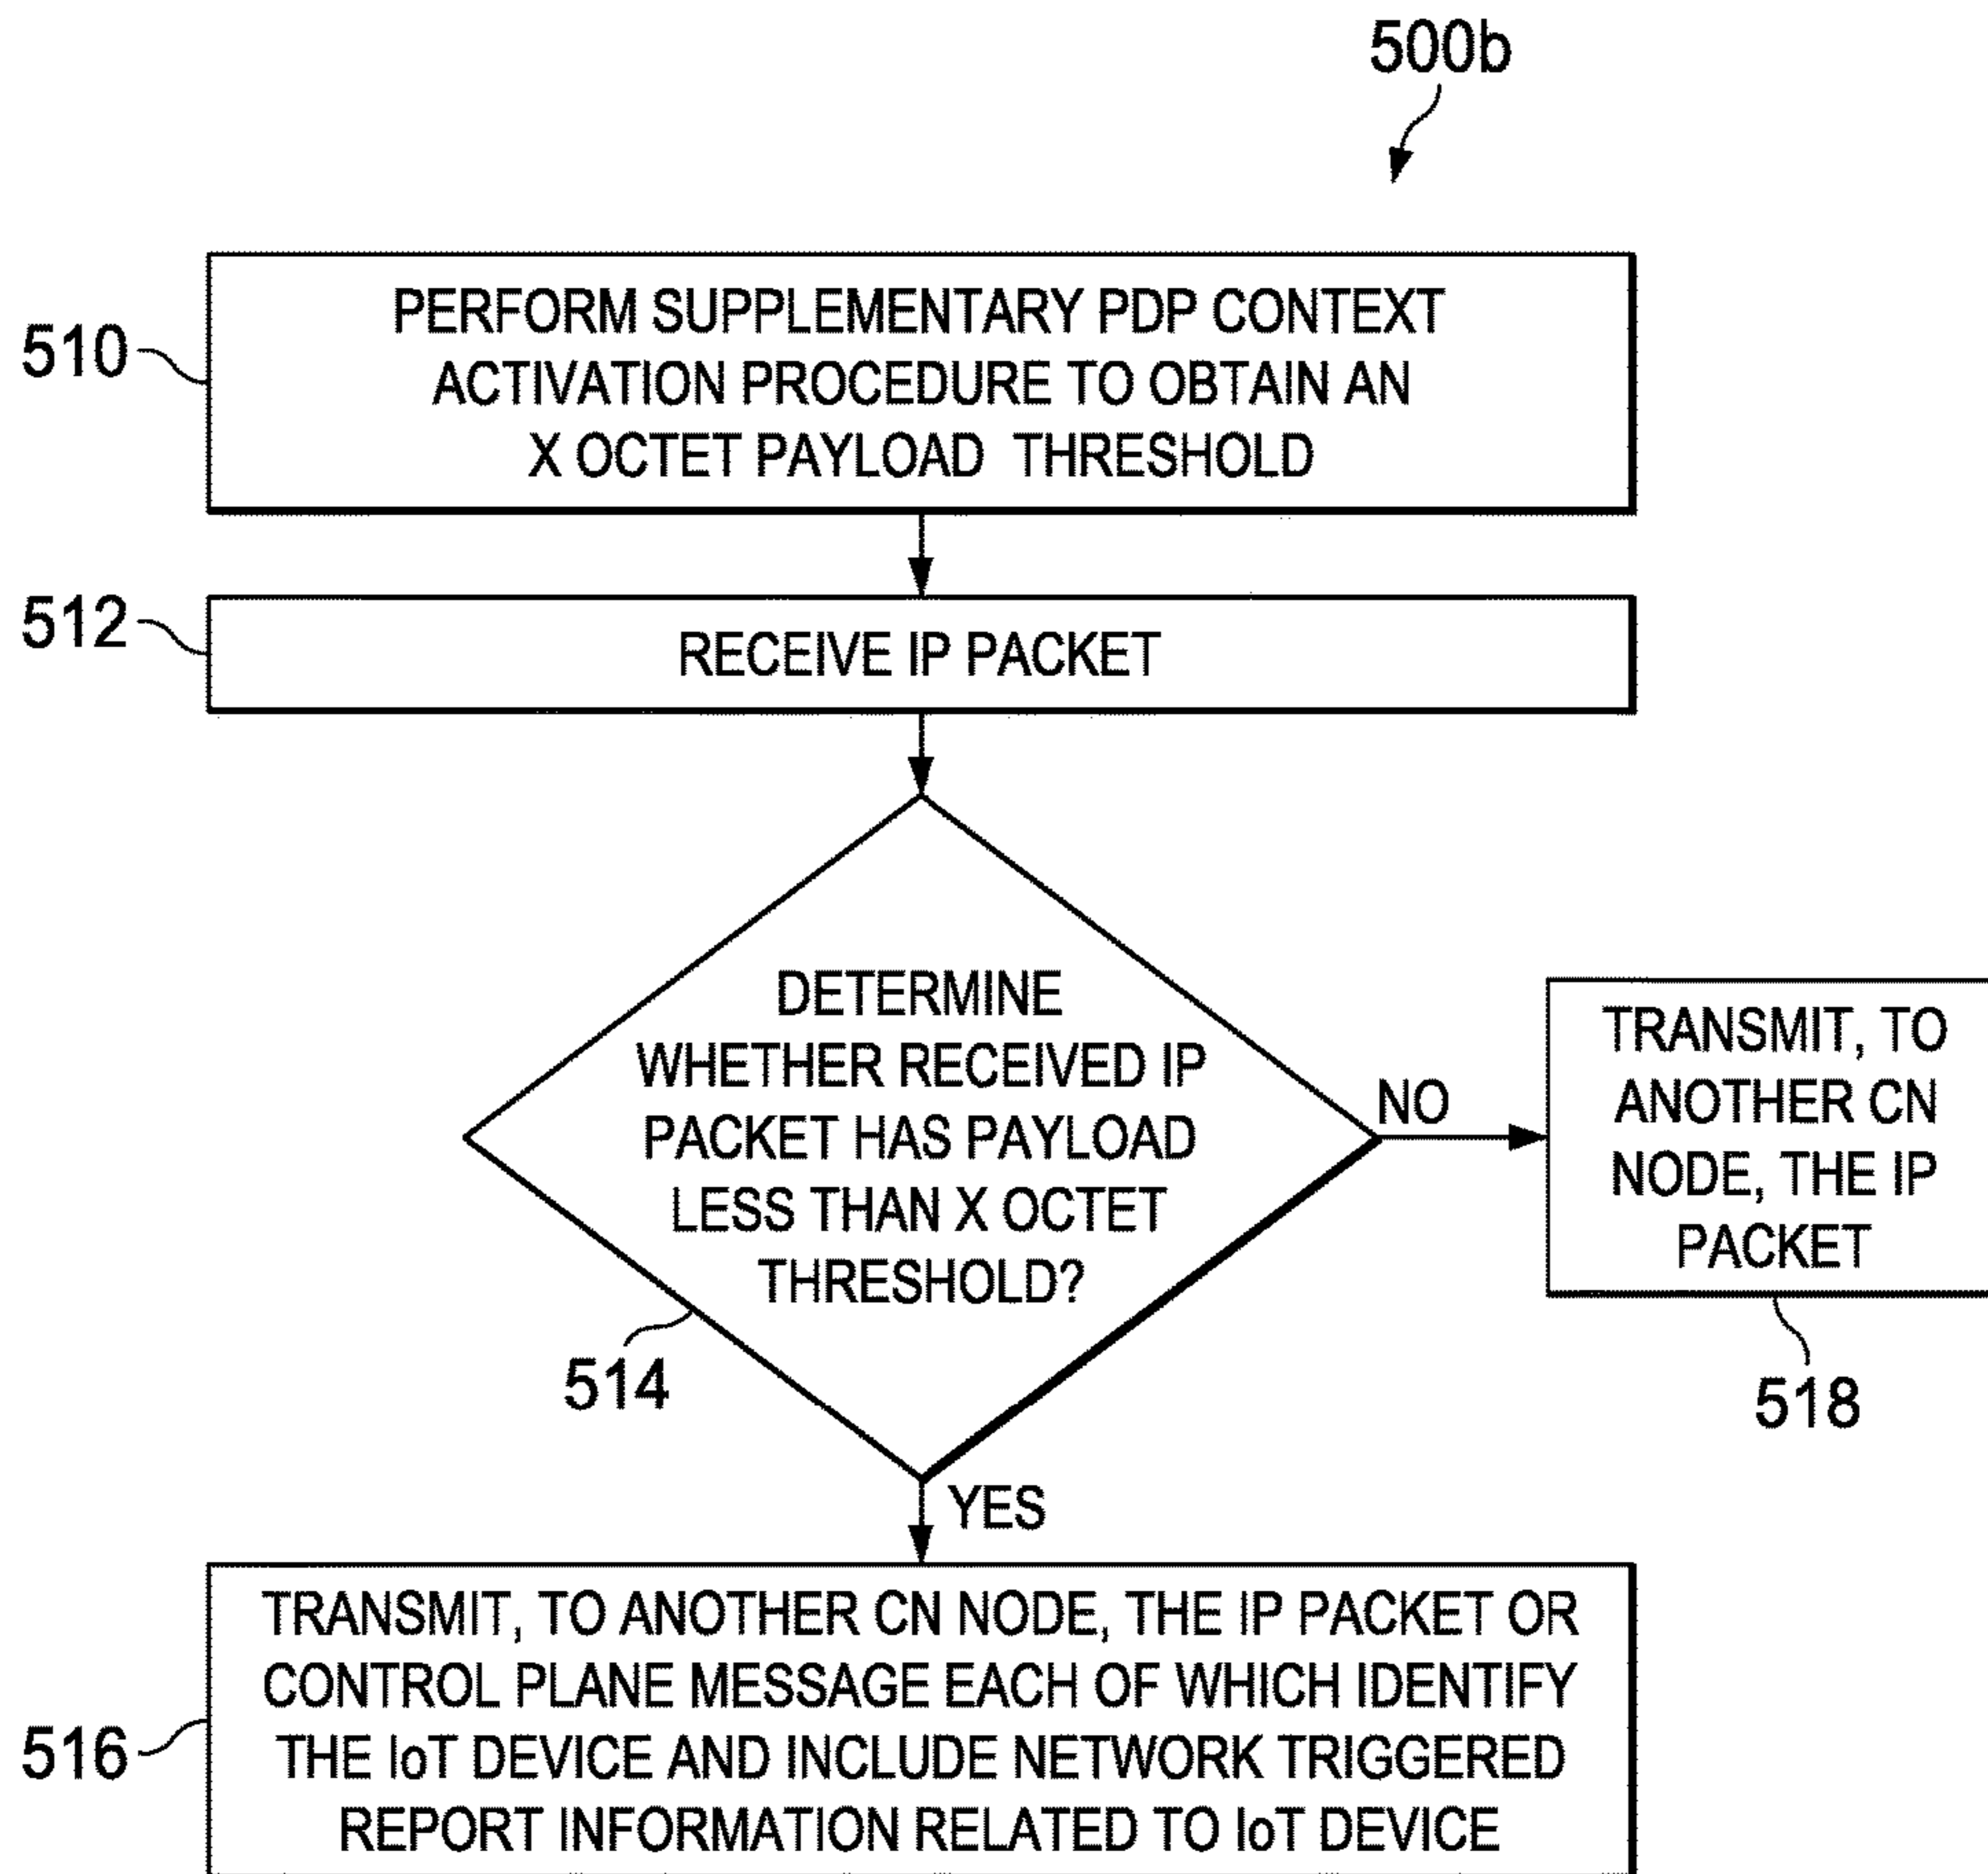 500b
510
PERFORM SUPPLEMENTARY PDP CONTEXT
ACTIVATION PROCEDURE TO OBTAIN AN
X OCTET PAYLOAD THRESHOLD
512
RECEIVE IP PACKET
DETERMINE
WHETHER RECEIVED IP
PACKET HAS PAYLOAD
LESS THAN X OCTET
THRESHOLD?
514
NO
TRANSMIT, TO
ANOTHER CN
NODE, THE IP
PACKET
518
YES
516
TRANSMIT, TO ANOTHER CN NODE, THE IP PACKET OR
CONTROL PLANE MESSAGE EACH OF WHICH IDENTIFY
THE IoT DEVICE AND INCLUDE NETWORK TRIGGERED
REPORT INFORMATION RELATED TO IoT DEVICE